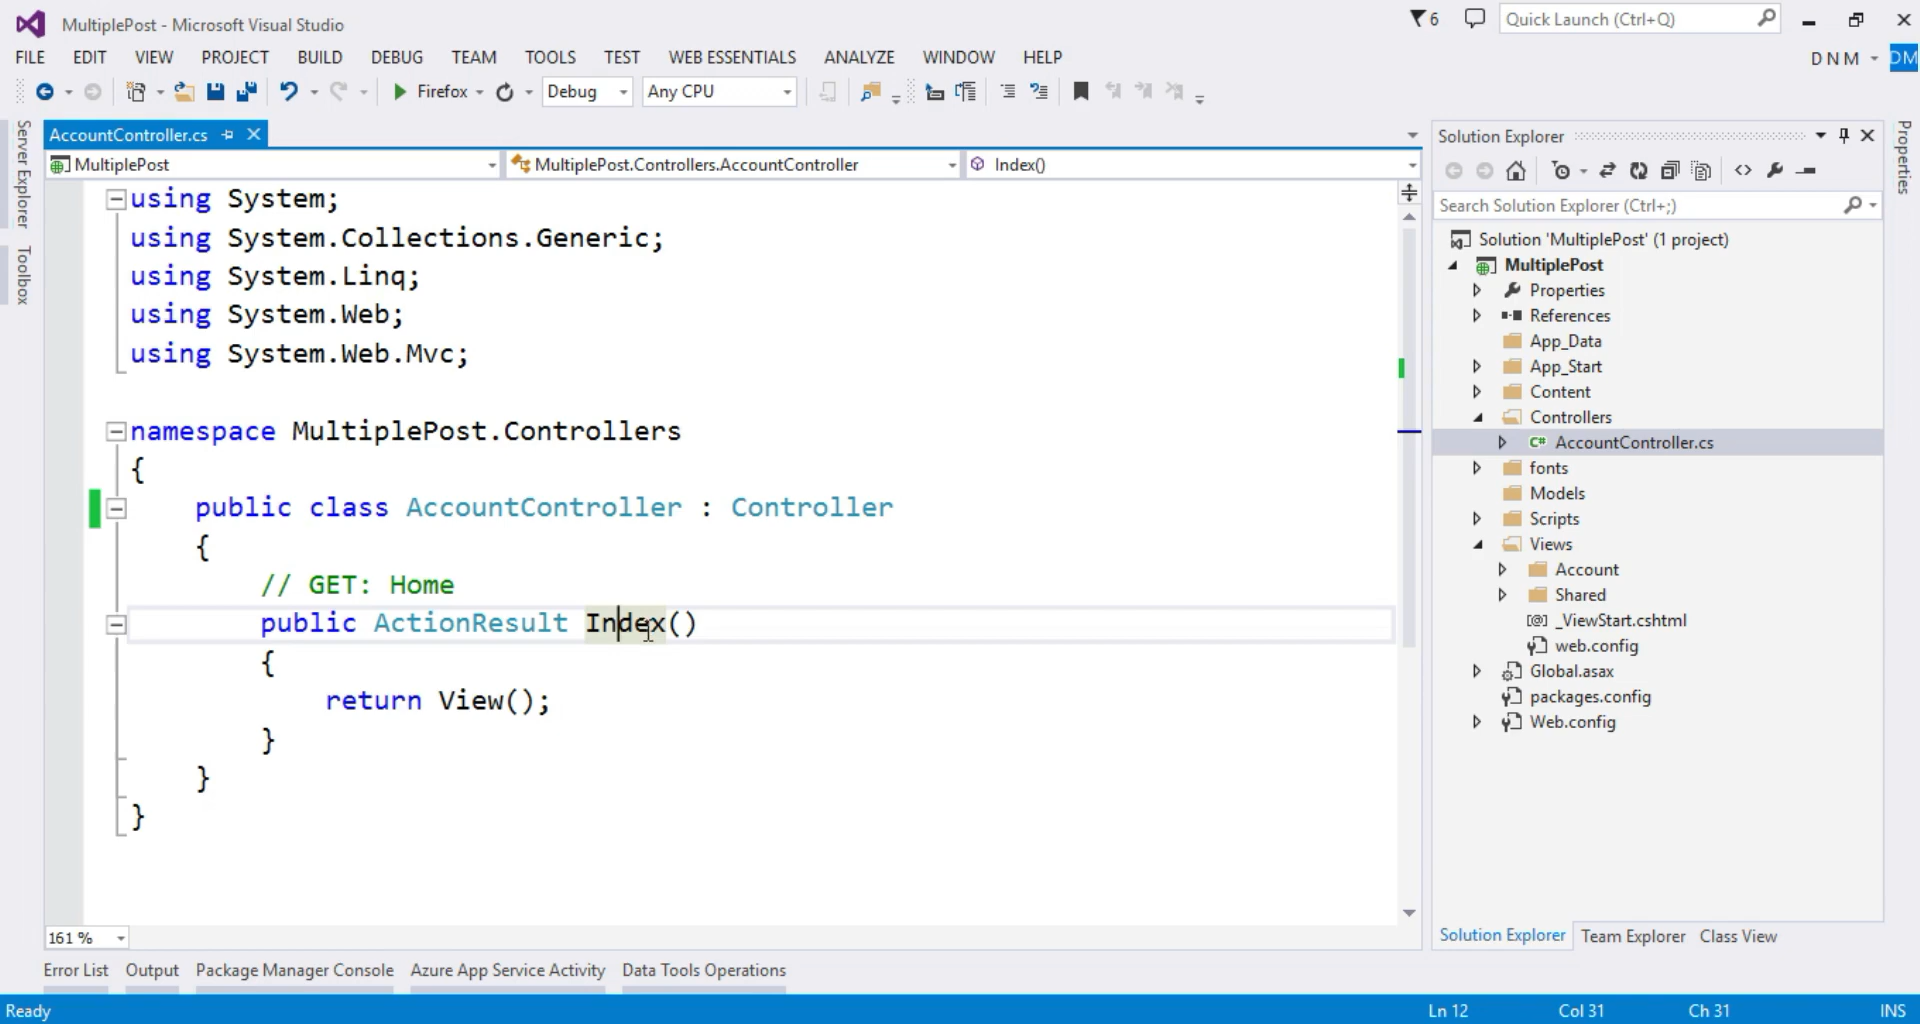 MultiplePost - Microsoft Visual Studio
6
Quick Launch (Ctrl+Q)
FILE EDIT VIEW PROJECT BUILD DEBUG TEAM TOOLS TEST WEB ESSENTIALS ANALYZE WINDOW HELP
D N M DM
Firefox Debug Any CPU
Server Explorer
Toolbox
AccountController.cs
MultiplePost MultiplePost.Controllers.AccountController Index()
using System;
using System.Collections.Generic;
using System.Linq;
using System.Web;
using System.Web.Mvc;
namespace MultiplePost.Controllers
{
public class AccountController : Controller
{
// GET: Home
public ActionResult Index()
{
return View();
}
}
}
161 %
Solution Explorer
Search Solution Explorer (Ctrl+;)
Solution 'MultiplePost' (1 project)
MultiplePost
Properties
References
App_Data
App_Start
Content
Controllers
C# AccountController.cs
fonts
Models
Scripts
Views
Account
Shared
[@] _ViewStart.cshtml
web.config
Global.asax
packages.config
Web.config
Solution Explorer Team Explorer Class View
Properties
Error List Output Package Manager Console Azure App Service Activity Data Tools Operations
Ready Ln 12 Col 31 Ch 31 INS